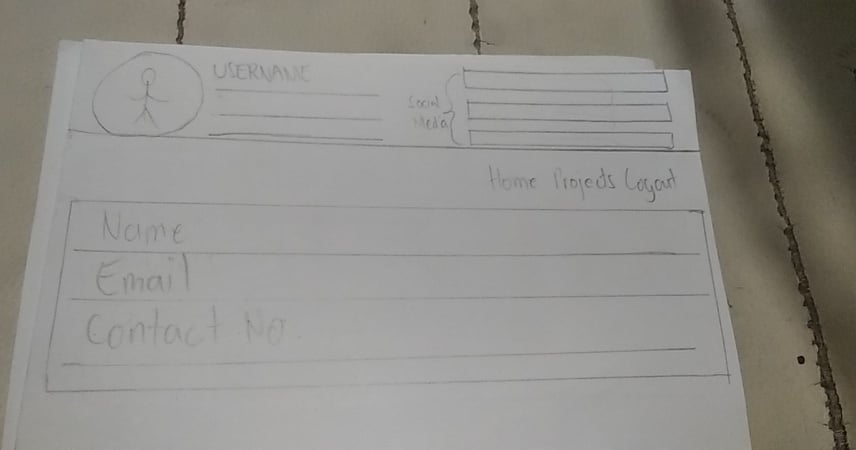 USERNAME
Social
Media
Home Projects Logout
Name
Email
Contact No.